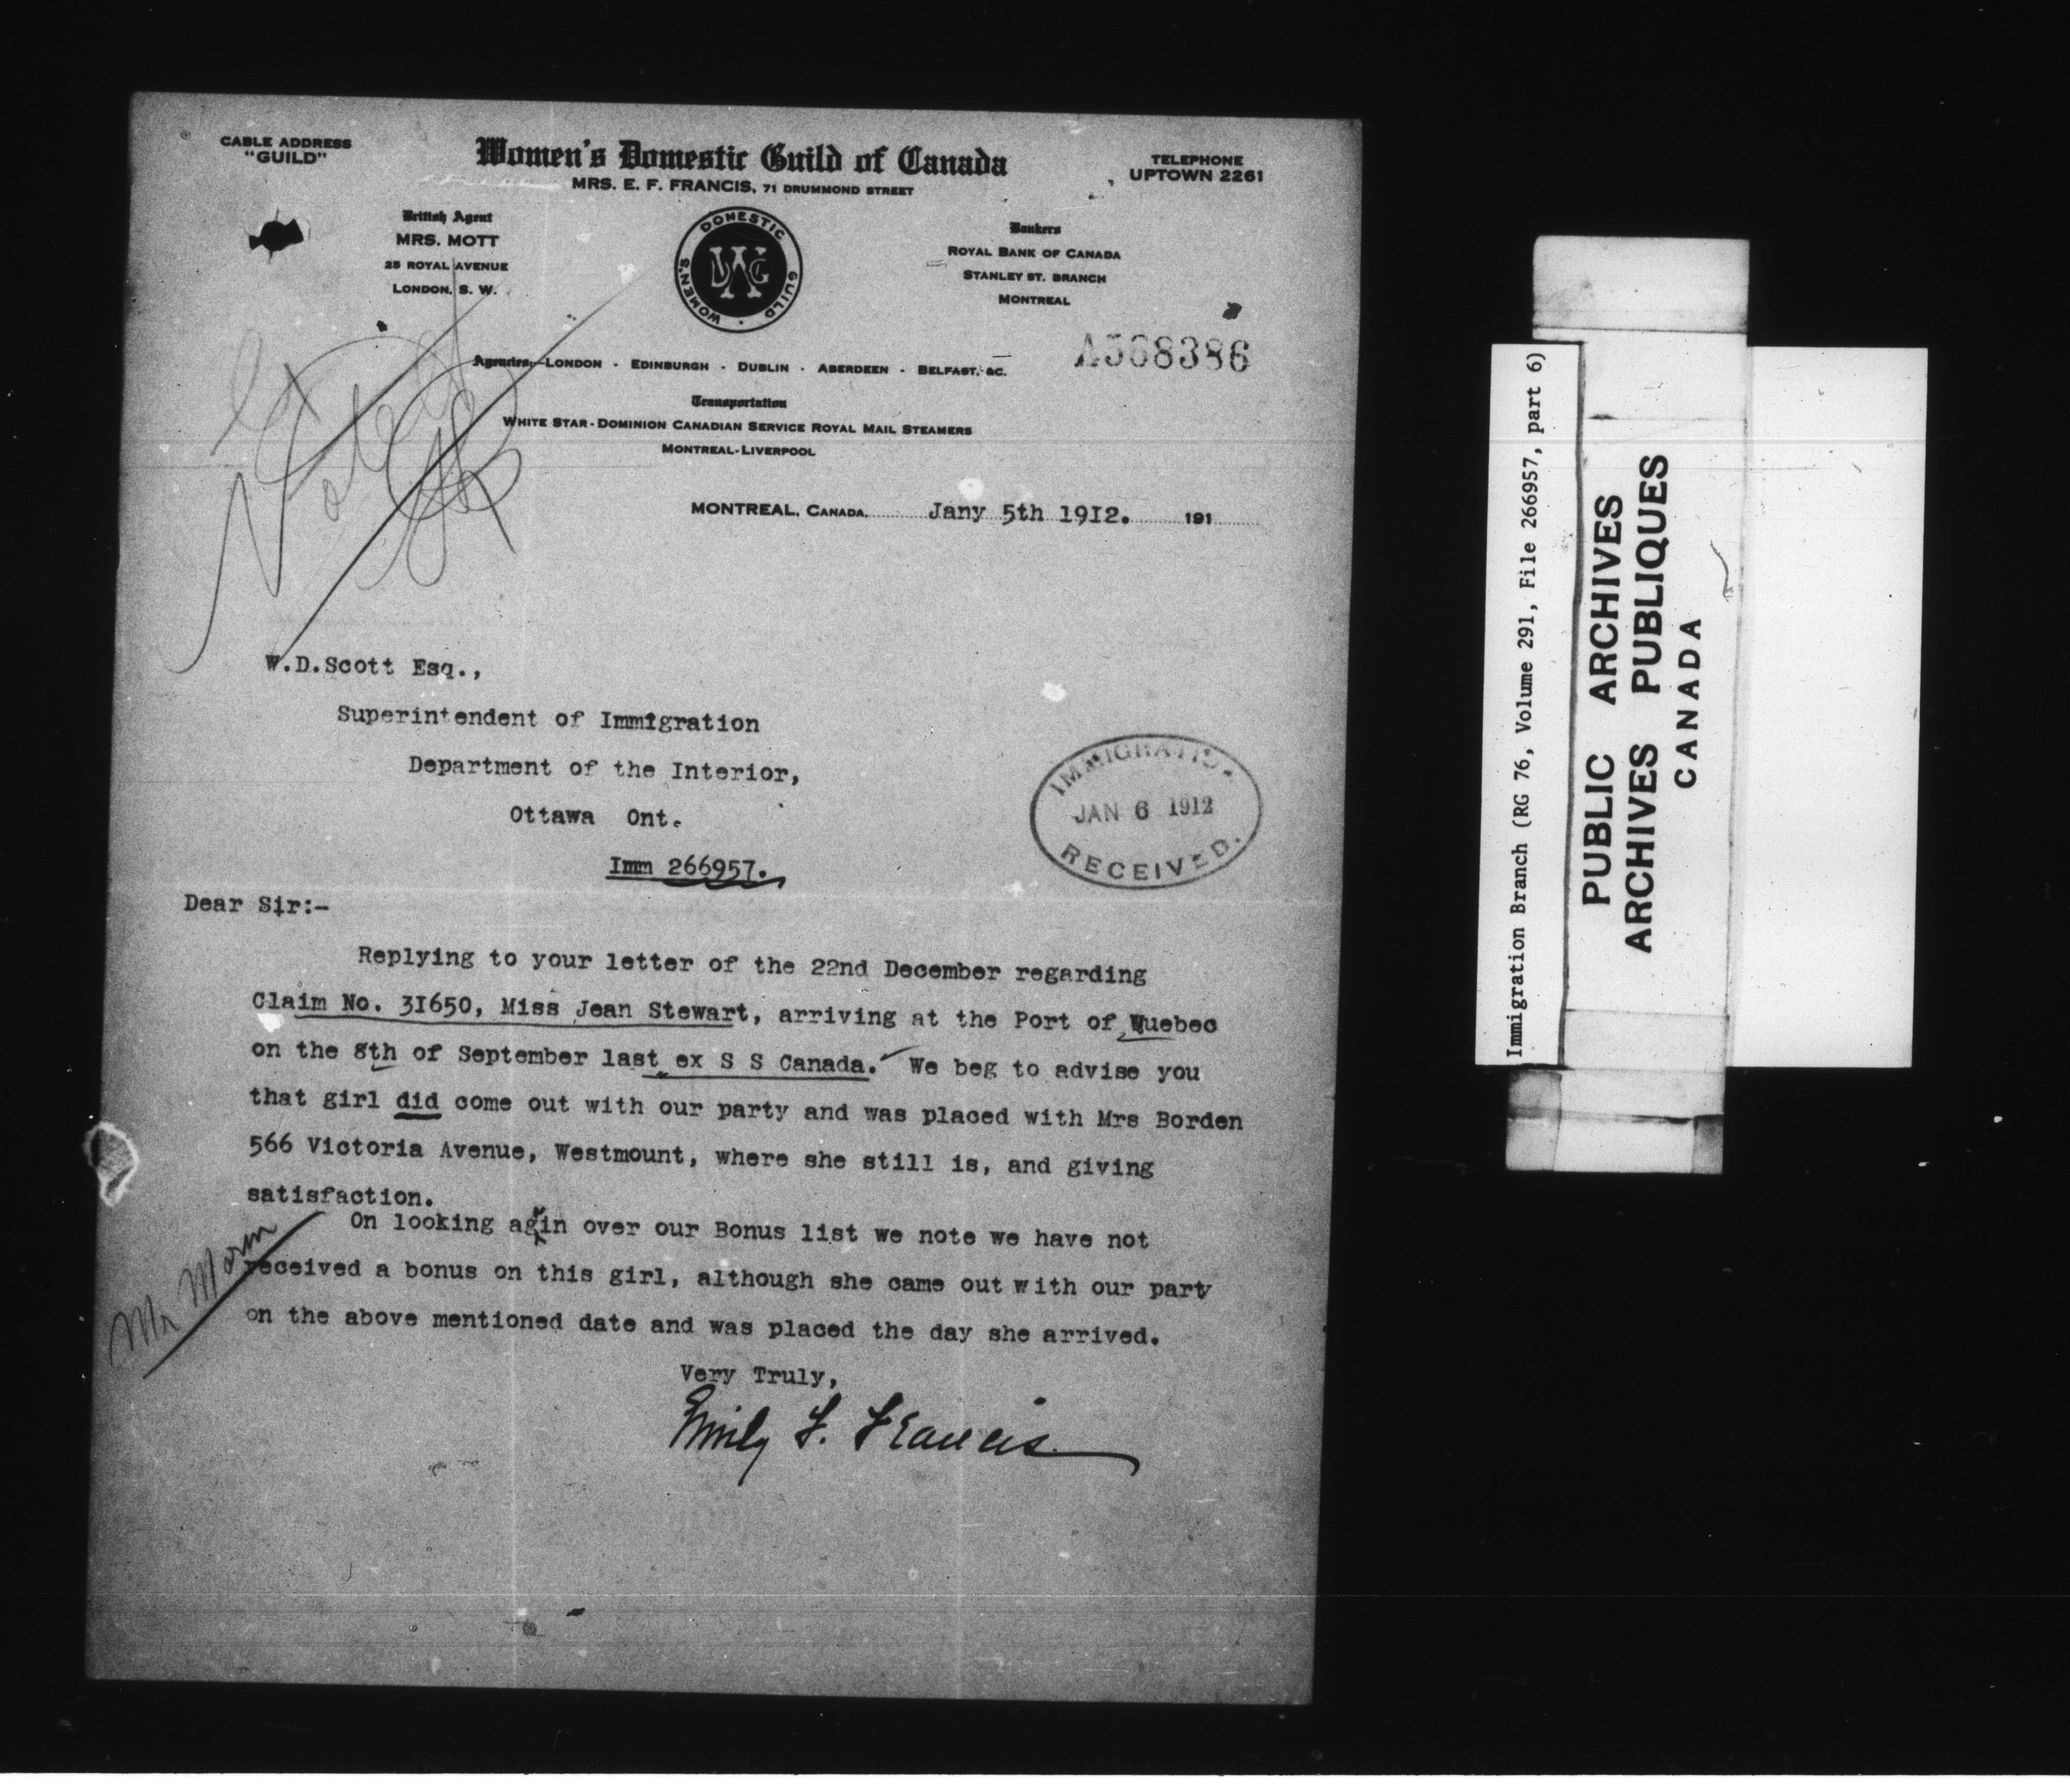 CABLE ADDRESS
"GUILD"
Women's Domestic Guild of Canada
MRS. E. F. FRANCIS, 71 DRUMMOND STREET
TELEPHONE
UPTOWN 2261
British Agent
MRS. MOTT
25 ROYAL AVENUE
LONDON, S. W.
WOMEN'S DOMESTIC GUILD
WDG
Bankers
ROYAL BANK OF CANADA
STANLEY ST. BRANCH
MONTREAL
A568386
Agencies:—LONDON - EDINBURGH - DUBLIN - ABERDEEN - BELFAST, &C.
Transportation
WHITE STAR-DOMINION CANADIAN SERVICE ROYAL MAIL STEAMERS
MONTREAL-LIVERPOOL
Noted
MONTREAL, CANADA, Jany 5th 1912. 191
W.D.Scott Esq.,
Superintendent of Immigration
Department of the Interior,
Ottawa Ont.
Imm 266957.
IMMIGRATION
JAN 6 1912
RECEIVED.
Dear Sir:-
Replying to your letter of the 22nd December regarding
Claim No. 31650, Miss Jean Stewart, arriving at the Port of Quebec
on the 8th of September last ex S S Canada. We beg to advise you
that girl did come out with our party and was placed with Mrs Borden
566 Victoria Avenue, Westmount, where she still is, and giving
satisfaction.
On looking again over our Bonus list we note we have not
received a bonus on this girl, although she came out with our party
on the above mentioned date and was placed the day she arrived.
Mr Morin
Very Truly,
Emily F. Francis
Immigration Branch (RG 76, Volume 291, File 266957, part 6)
PUBLIC ARCHIVES
ARCHIVES PUBLIQUES
CANADA